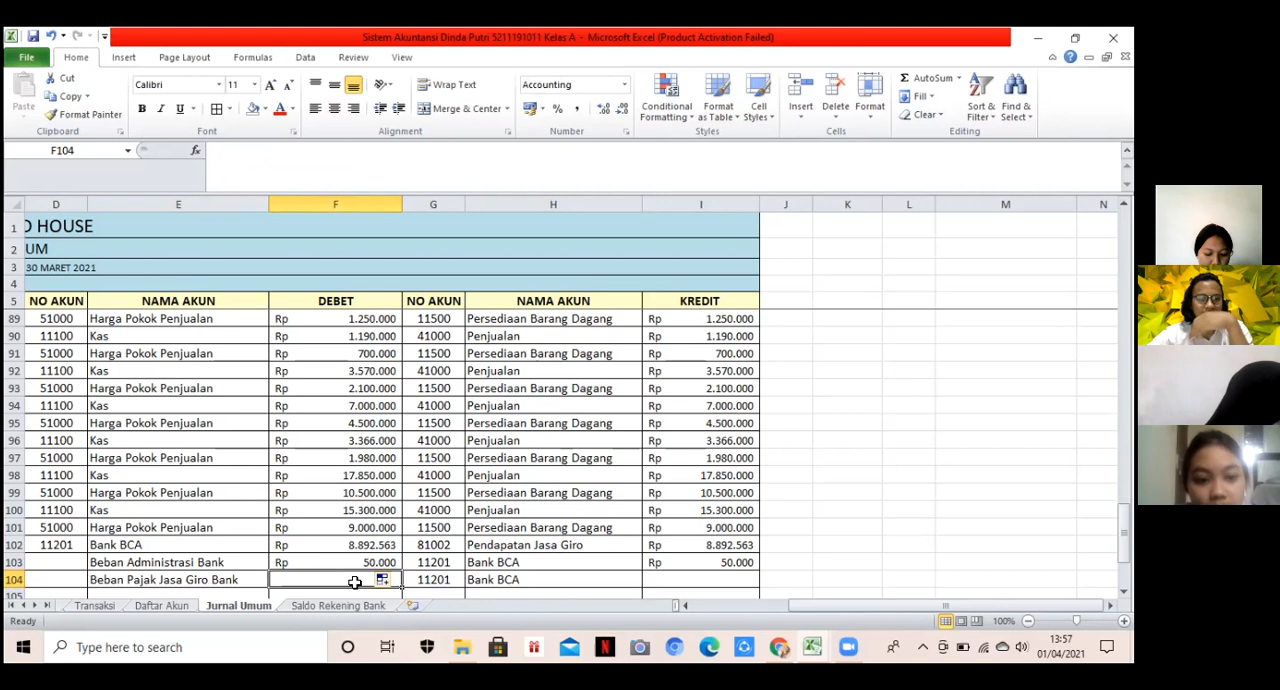 Sistem Akuntansi Dinda Putri 5211191011 Kelas A - Microsoft Excel (Product Activation Failed)
File Home Insert Page Layout Formulas Data Review View
Paste Cut Copy Format Painter
Calibri 11 Wrap Text Merge & Center
Accounting
Conditional Formatting Format as Table Cell Styles
Insert Delete Format
AutoSum Fill Clear
Sort & Filter Find & Select
Clipboard Font Alignment Number Styles Cells Editing
F104 fx
D E F G H I J K L M N
1 D HOUSE
2 UM
3 30 MARET 2021
4
5 NO AKUN NAMA AKUN DEBET NO AKUN NAMA AKUN KREDIT
89 51000 Harga Pokok Penjualan Rp 1.250.000 11500 Persediaan Barang Dagang Rp 1.250.000
90 11100 Kas Rp 1.190.000 41000 Penjualan Rp 1.190.000
91 51000 Harga Pokok Penjualan Rp 700.000 11500 Persediaan Barang Dagang Rp 700.000
92 11100 Kas Rp 3.570.000 41000 Penjualan Rp 3.570.000
93 51000 Harga Pokok Penjualan Rp 2.100.000 11500 Persediaan Barang Dagang Rp 2.100.000
94 11100 Kas Rp 7.000.000 41000 Penjualan Rp 7.000.000
95 51000 Harga Pokok Penjualan Rp 4.500.000 11500 Persediaan Barang Dagang Rp 4.500.000
96 11100 Kas Rp 3.366.000 41000 Penjualan Rp 3.366.000
97 51000 Harga Pokok Penjualan Rp 1.980.000 11500 Persediaan Barang Dagang Rp 1.980.000
98 11100 Kas Rp 17.850.000 41000 Penjualan Rp 17.850.000
99 51000 Harga Pokok Penjualan Rp 10.500.000 11500 Persediaan Barang Dagang Rp 10.500.000
100 11100 Kas Rp 15.300.000 41000 Penjualan Rp 15.300.000
101 51000 Harga Pokok Penjualan Rp 9.000.000 11500 Persediaan Barang Dagang Rp 9.000.000
102 11201 Bank BCA Rp 8.892.563 81002 Pendapatan Jasa Giro Rp 8.892.563
103 Beban Administrasi Bank Rp 50.000 11201 Bank BCA Rp 50.000
104 Beban Pajak Jasa Giro Bank 11201 Bank BCA
105
Transaksi Daftar Akun Jurnal Umum Saldo Rekening Bank
Ready 100%
Type here to search
13:57
01/04/2021